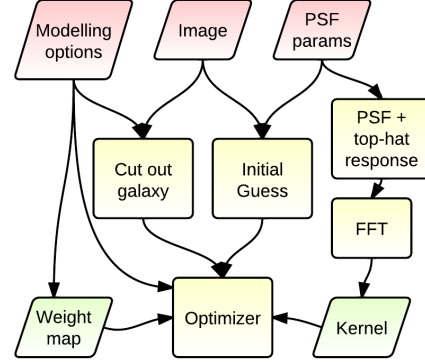 Modelling
options
Image
PSF
params
Cut out
galaxy
Initial
Guess
PSF +
top-hat
response
FFT
Weight
map
Optimizer
Kernel